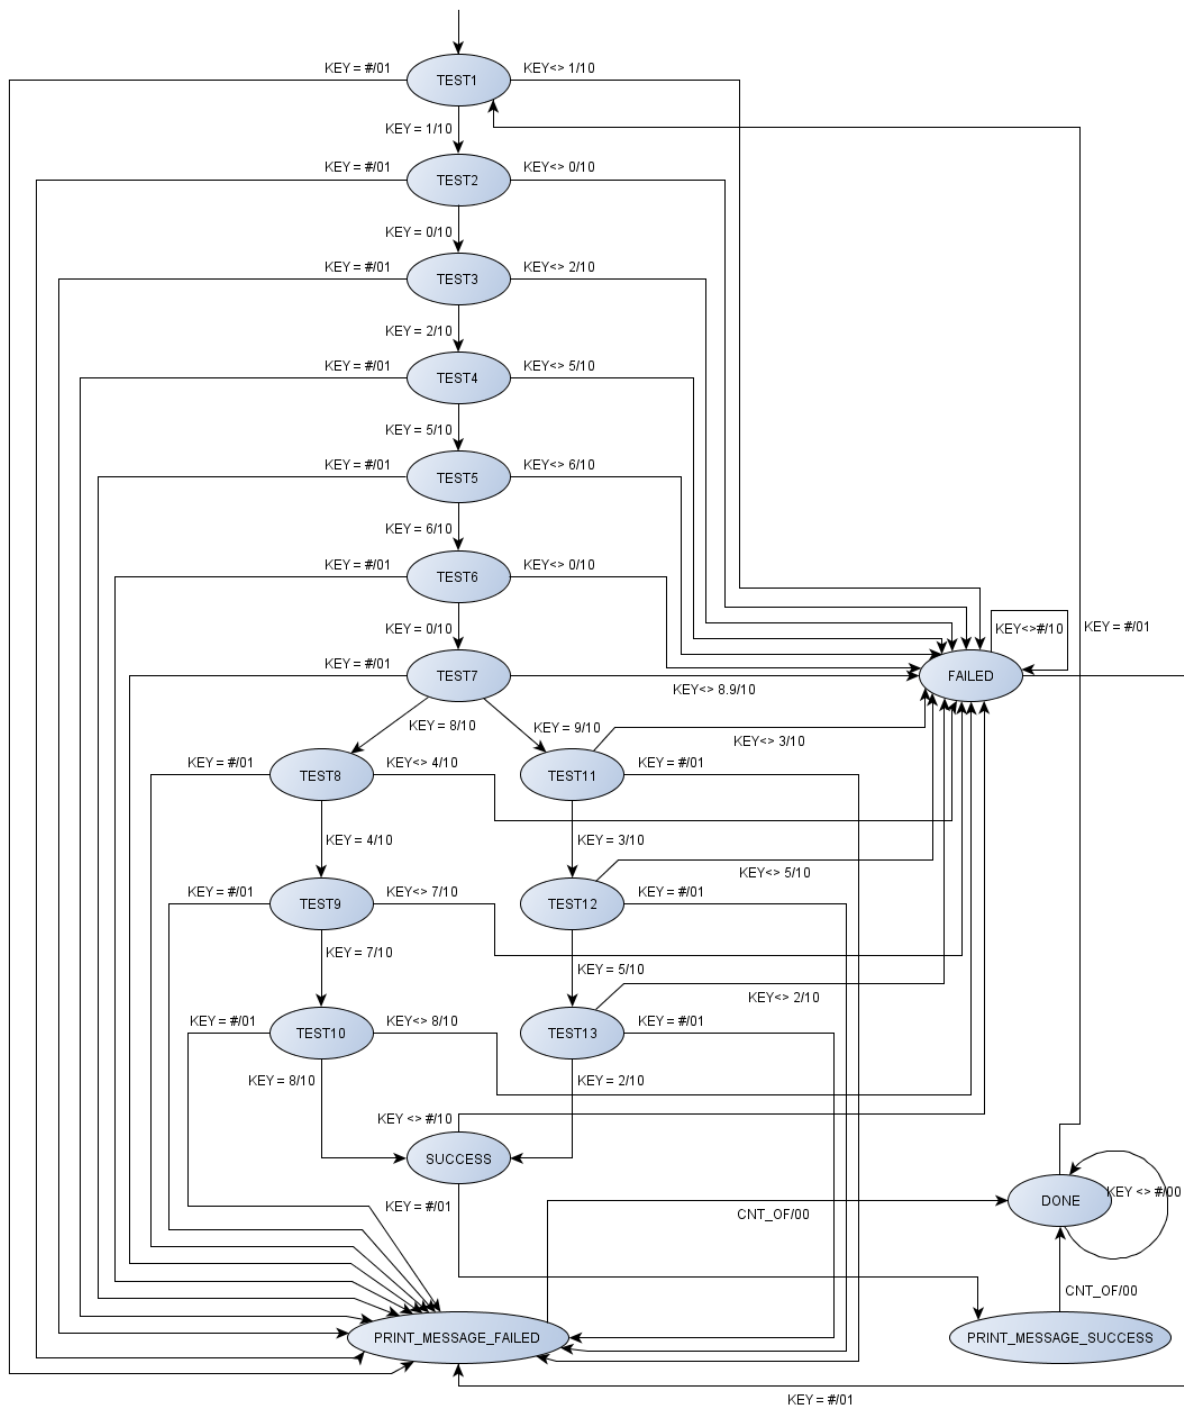 KEY = #/01
TEST1
KEY<> 1/10
KEY = 1/10
KEY = #/01
TEST2
KEY<> 0/10
KEY = 0/10
KEY = #/01
TEST3
KEY<> 2/10
KEY = 2/10
KEY = #/01
TEST4
KEY<> 5/10
KEY = 5/10
KEY = #/01
TEST5
KEY<> 6/10
KEY = 6/10
KEY = #/01
TEST6
KEY<> 0/10
KEY = 0/10
KEY<>#/10
KEY = #/01
KEY = #/01
TEST7
FAILED
KEY<> 8.9/10
KEY = 8/10
KEY = 9/10
KEY<> 3/10
KEY = #/01
TEST8
KEY<> 4/10
TEST11
KEY = #/01
KEY = 4/10
KEY = 3/10
KEY<> 5/10
KEY = #/01
TEST9
KEY<> 7/10
TEST12
KEY = #/01
KEY = 7/10
KEY = 5/10
KEY<> 2/10
KEY = #/01
TEST10
KEY<> 8/10
TEST13
KEY = #/01
KEY = 8/10
KEY = 2/10
KEY <> #/10
SUCCESS
KEY = #/01
DONE
KEY <> #/00
CNT_OF/00
CNT_OF/00
PRINT_MESSAGE_FAILED
PRINT_MESSAGE_SUCCESS
KEY = #/01